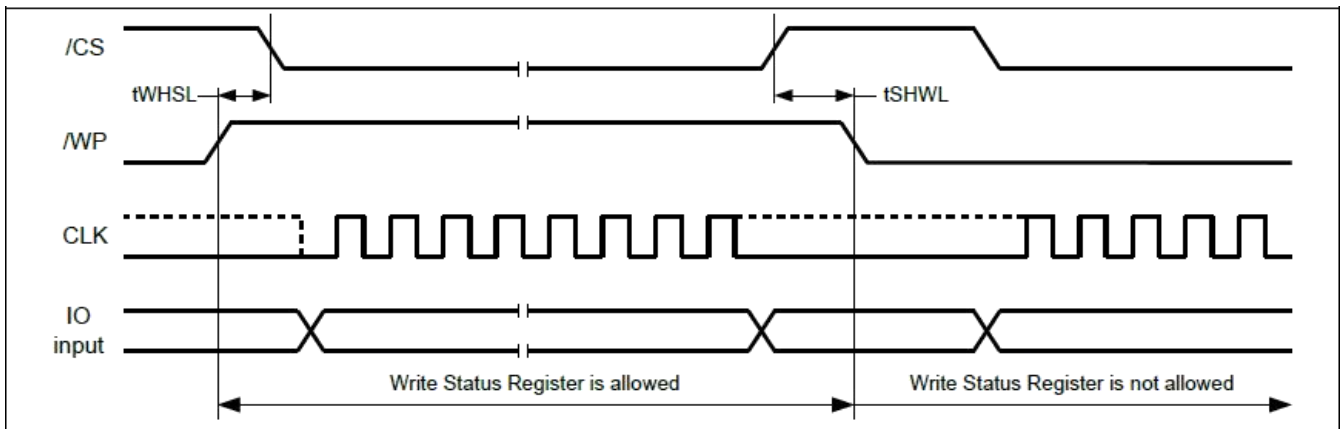 /CS
tWHSL
tSHWL
/WP
CLK
IO
input
Write Status Register is allowed
Write Status Register is not allowed